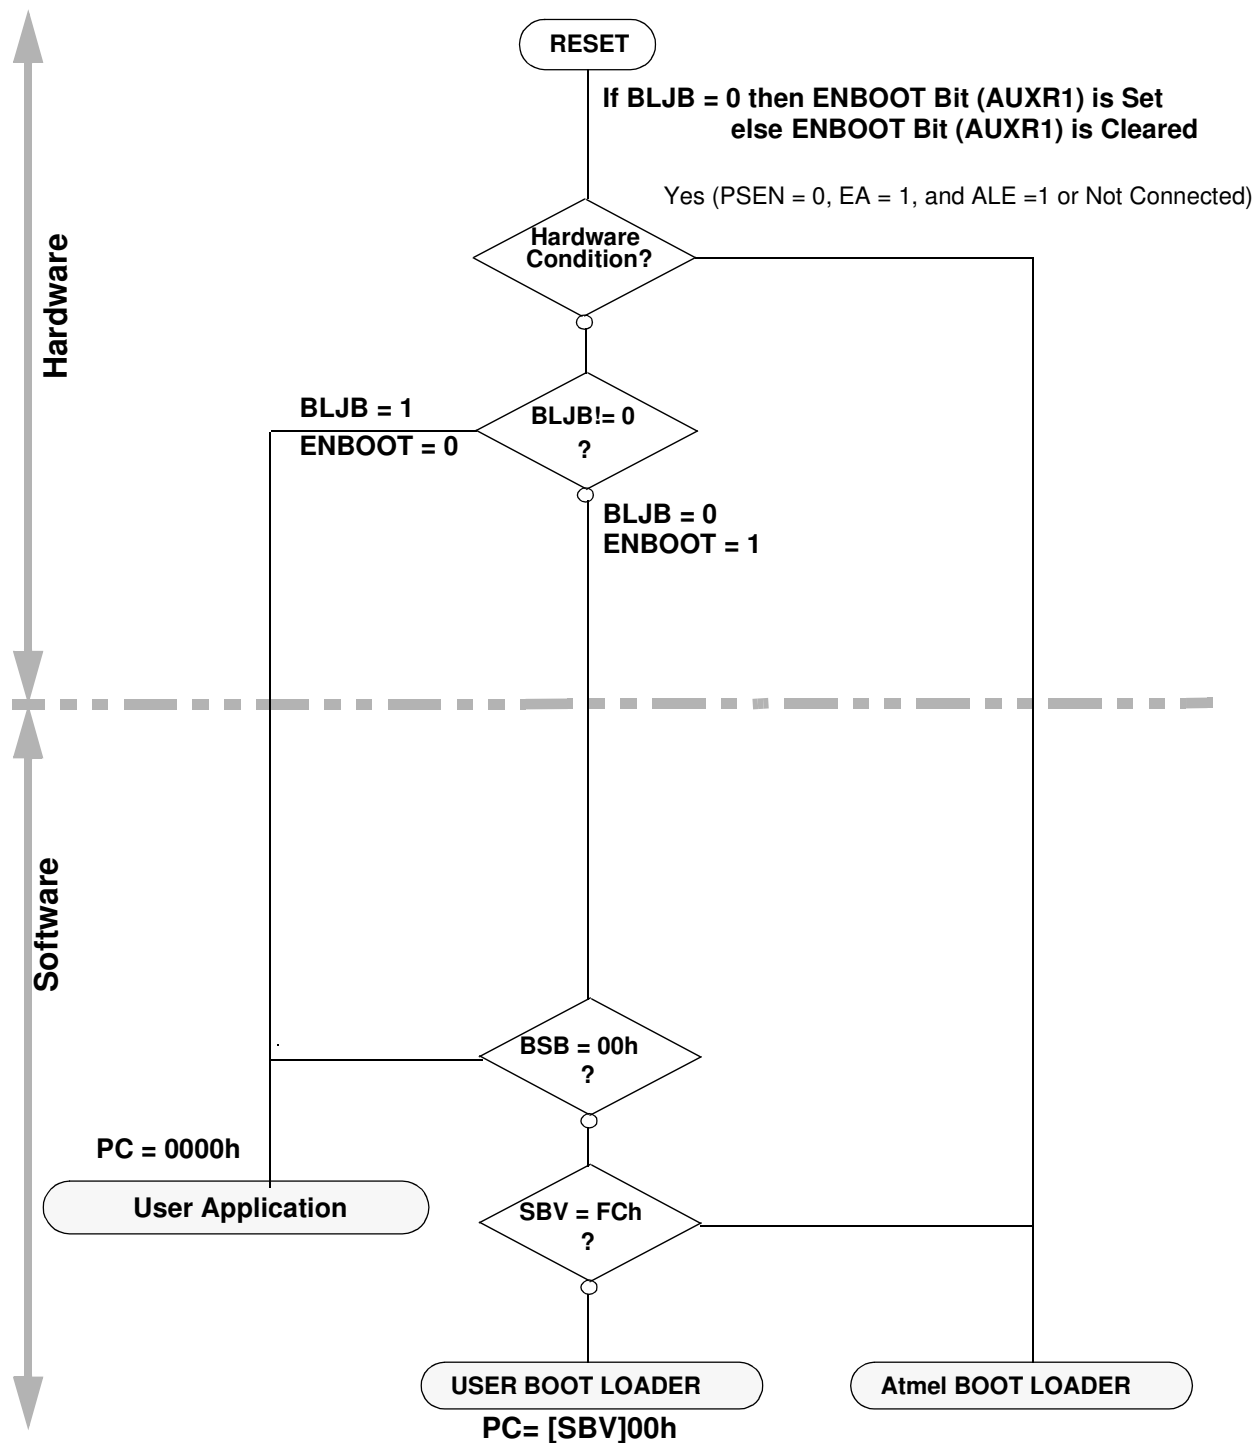 RESET
If BLJB = 0 then ENBOOT Bit (AUXR1) is Set
else ENBOOT Bit (AUXR1) is Cleared
Yes (PSEN = 0, EA = 1, and ALE =1 or Not Connected)
Hardware
Condition?
Hardware
BLJB = 1
ENBOOT = 0
BLJB!= 0
?
BLJB = 0
ENBOOT = 1
Software
BSB = 00h
?
PC = 0000h
User Application
SBV = FCh
?
USER BOOT LOADER
PC= [SBV]00h
Atmel BOOT LOADER